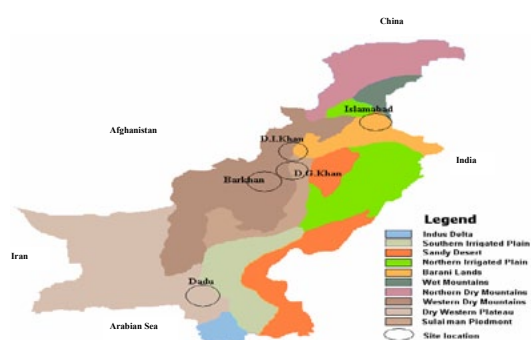 China
Islamabad
Afghanistan
D.I.Khan
India
D.G.Khan
Barkhan
Iran
Dadu
Arabian Sea
Legend
Indus Delta
Southern Irrigated Plain
Sandy Desert
Northern Irrigated Plain
Barani Lands
Wet Mountains
Northern Dry Mountains
Western Dry Mountains
Dry Western Plateau
Sulaiman Piedmont
Site location